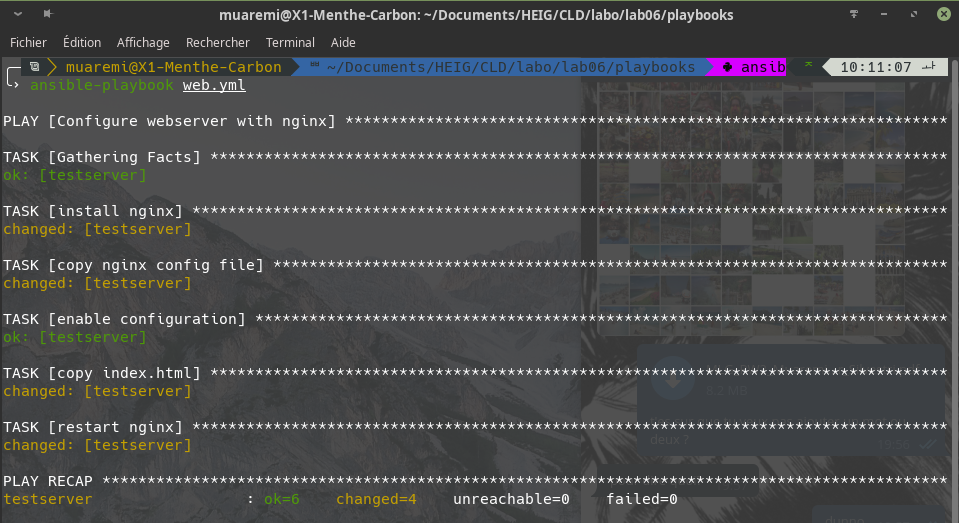 muaremi@X1-Menthe-Carbon: ~/Documents/HEIG/CLD/labo/lab06/playbooks
Fichier Édition Affichage Rechercher Terminal Aide
muaremi@X1-Menthe-Carbon ~/Documents/HEIG/CLD/labo/lab06/playbooks ansib 10:11:07
ansible-playbook web.yml
PLAY [Configure webserver with nginx] *******************************************************************
TASK [Gathering Facts] **********************************************************************************
ok: [testserver]
TASK [install nginx] ************************************************************************************
changed: [testserver]
TASK [copy nginx config file] ***************************************************************************
changed: [testserver]
TASK [enable configuration] *****************************************************************************
ok: [testserver]
TASK [copy index.html] **********************************************************************************
changed: [testserver]
TASK [restart nginx] ************************************************************************************
changed: [testserver]
PLAY RECAP **********************************************************************************************
testserver : ok=6 changed=4 unreachable=0 failed=0
deux ?